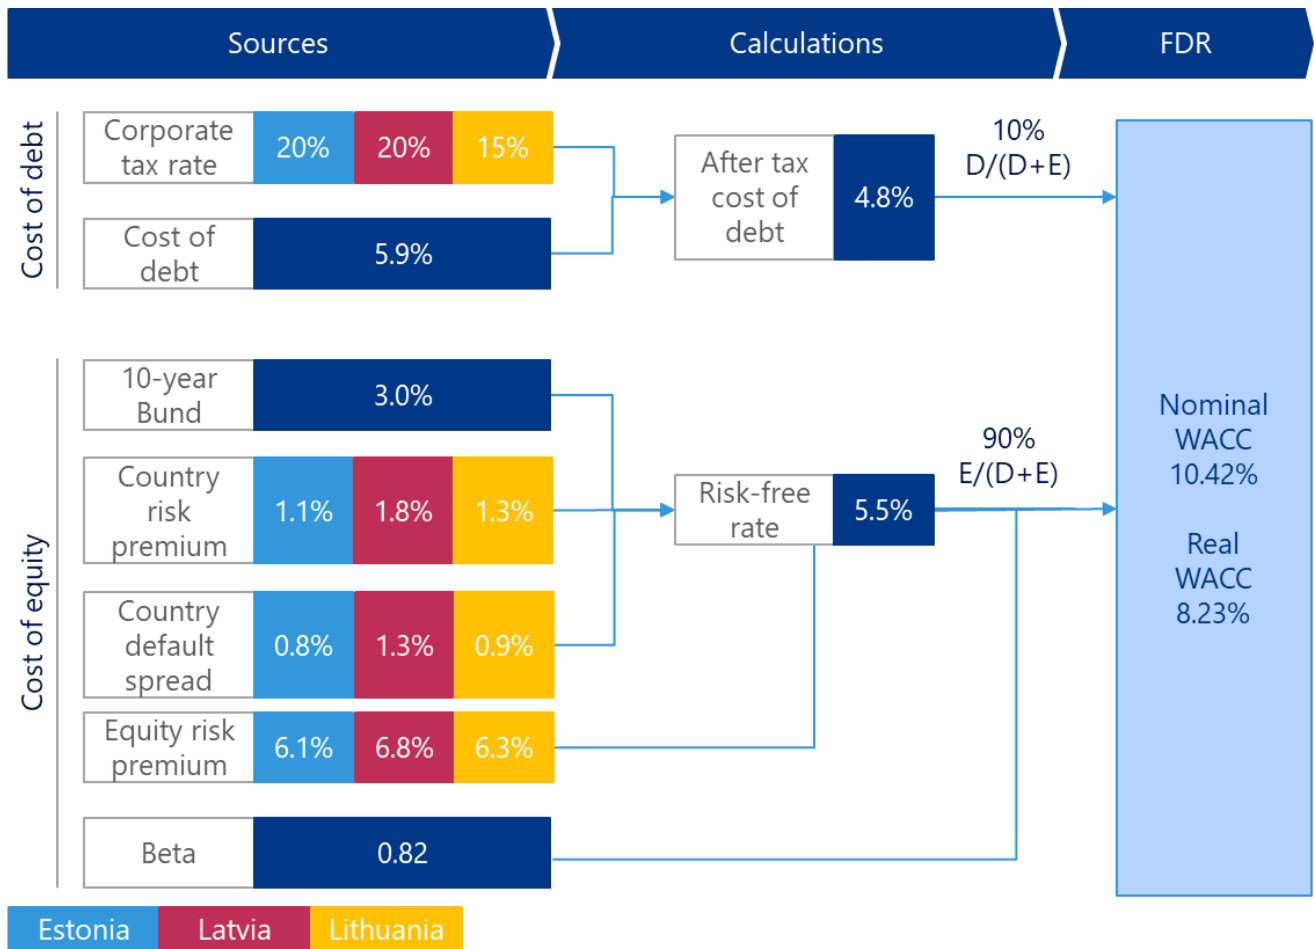 Sources
Calculations
FDR
Cost of debt
Corporate
tax rate
20%
20%
15%
Cost of
debt
5.9%
After tax
cost of
debt
4.8%
10%
D/(D+E)
Cost of equity
10-year
Bund
3.0%
Country
risk
premium
1.1%
1.8%
1.3%
Country
default
spread
0.8%
1.3%
0.9%
Equity risk
premium
6.1%
6.8%
6.3%
Beta
0.82
Risk-free
rate
5.5%
90%
E/(D+E)
Nominal
WACC
10.42%
Real
WACC
8.23%
Estonia
Latvia
Lithuania